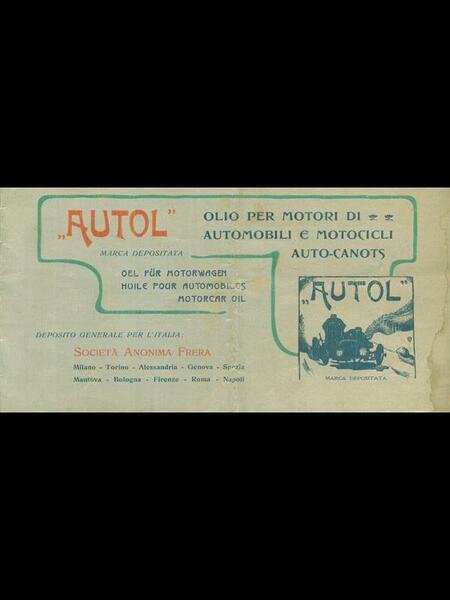 „AUTOL"
MARCA DEPOSITATA
OLIO PER MOTORI DI
AUTOMOBILI E MOTOCICLI
AUTO-CANOTS
OEL FÜR MOTORWAGEN
HUILE POUR AUTOMOBILES
MOTORCAR OIL
„AUTOL"
MARCA DEPOSITATA
DEPOSITO GENERALE PER L'ITALIA:
SOCIETÀ ANONIMA FRERA
Milano - Torino - Alessandria - Genova - Spezia
Mantova - Bologna - Firenze - Roma - Napoli